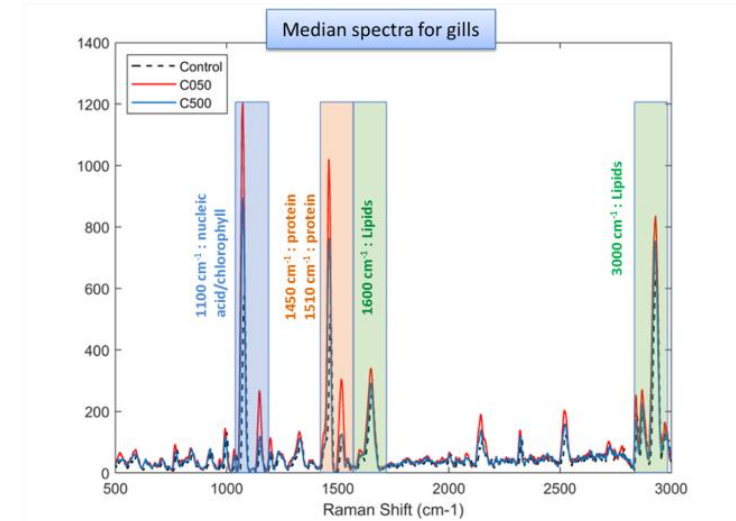 Median spectra for gills
1400
1200
1000
800
600
400
200
0
Control
C050
C500
1100 cm⁻¹ : nucleic
acid/chlorophyll
1450 cm⁻¹ : protein
1510 cm⁻¹ : protein
1600 cm⁻¹ : Lipids
3000 cm⁻¹ : Lipids
500
1000
1500
2000
2500
3000
Raman Shift (cm-1)